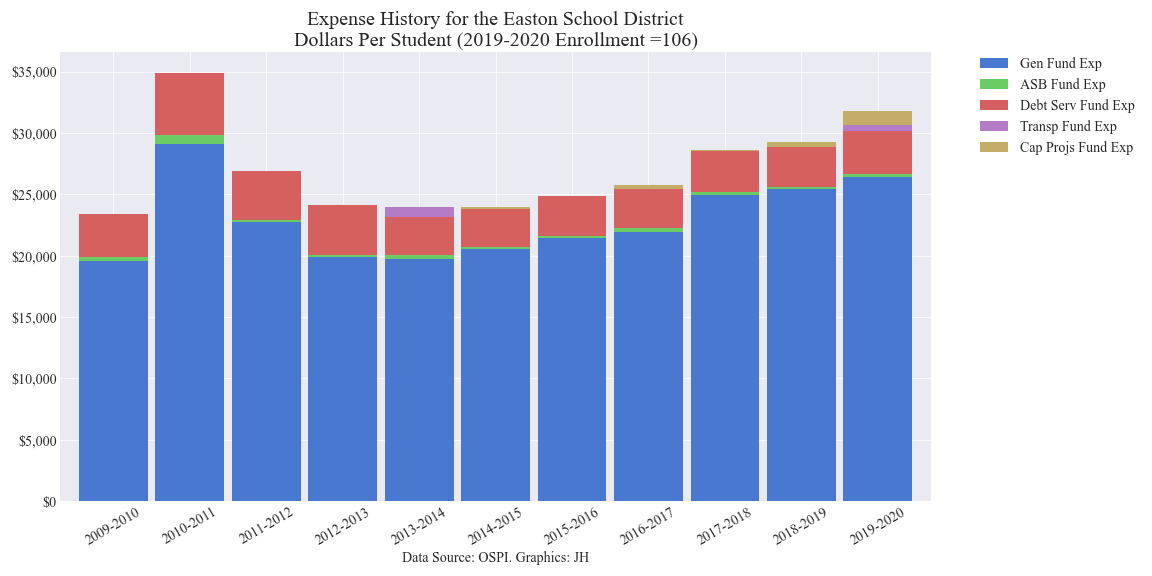 Expense History for the Easton School District
Dollars Per Student (2019-2020 Enrollment =106)
Gen Fund Exp
ASB Fund Exp
Debt Serv Fund Exp
Transp Fund Exp
Cap Projs Fund Exp
$35,000
$30,000
$25,000
$20,000
$15,000
$10,000
$5,000
$0
2009-2010
2010-2011
2011-2012
2012-2013
2013-2014
2014-2015
2015-2016
2016-2017
2017-2018
2018-2019
2019-2020
Data Source: OSPI. Graphics: JH